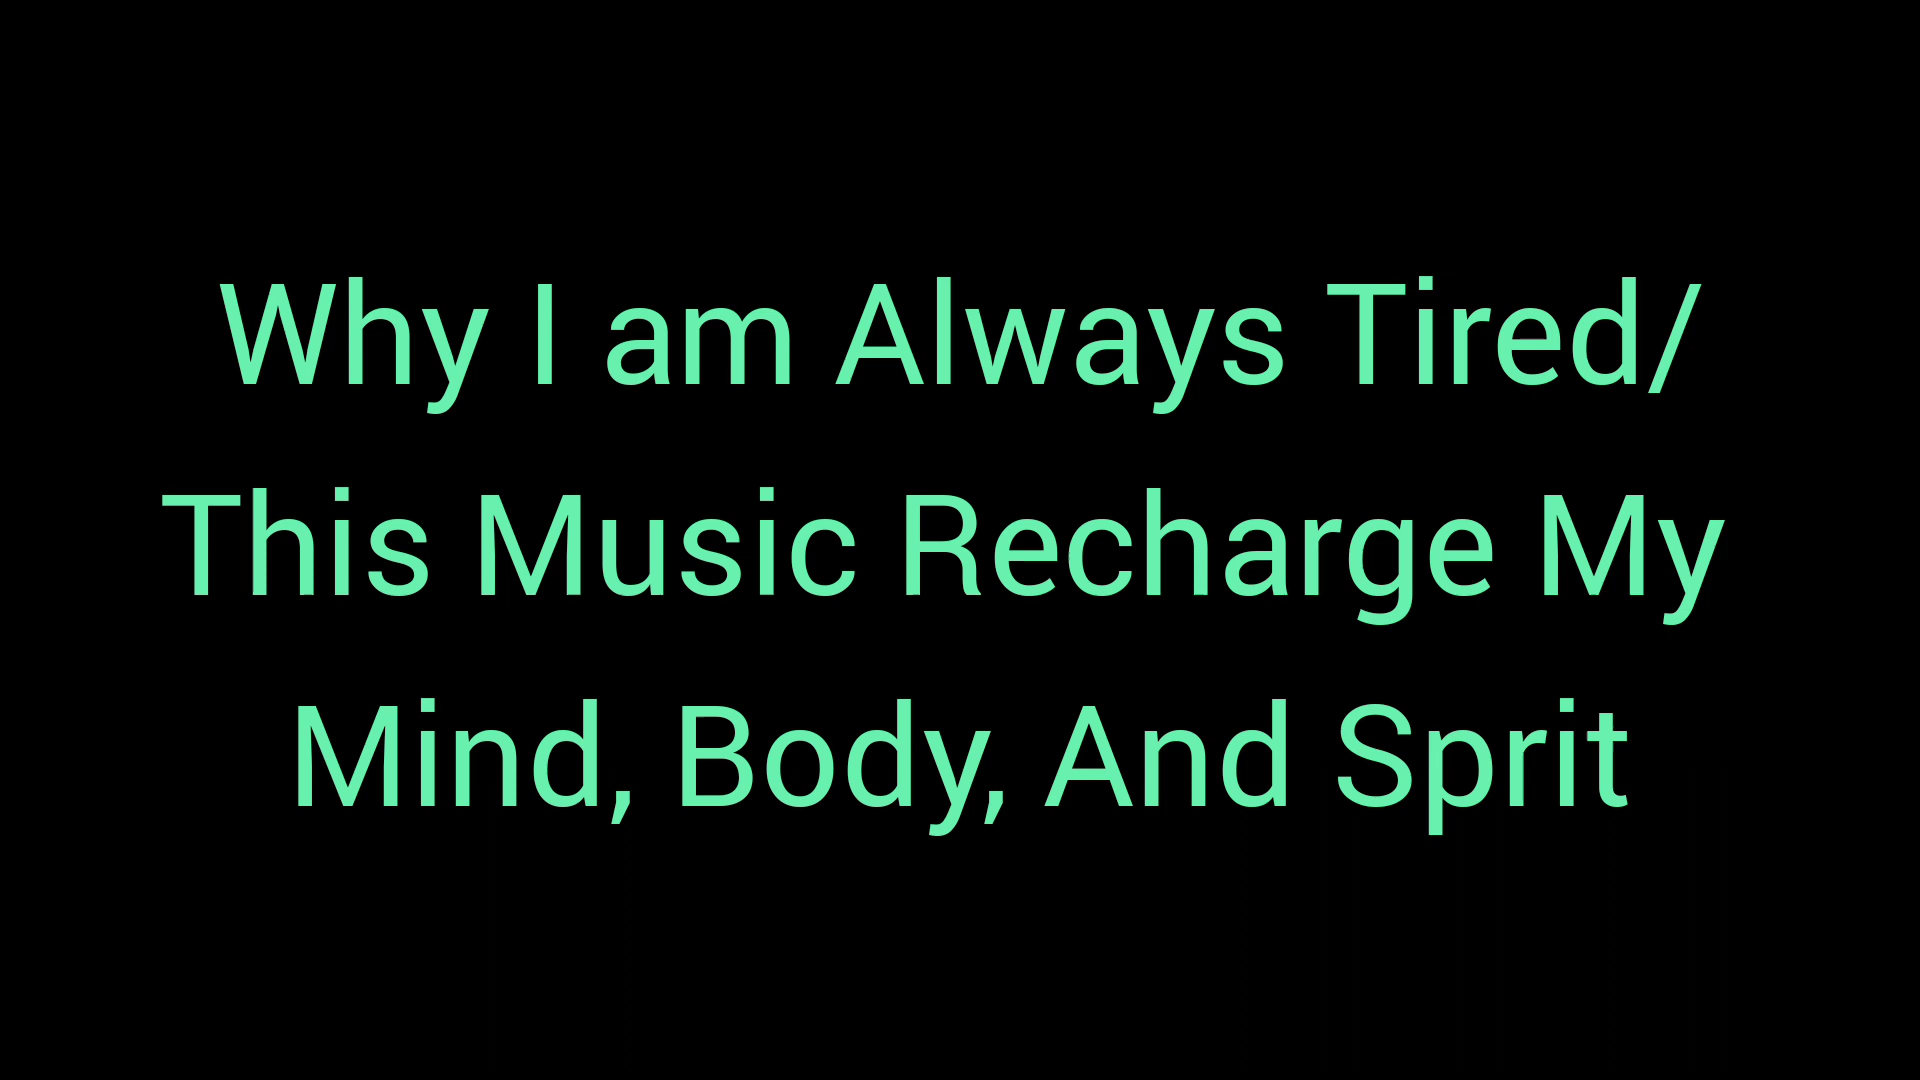 Why I am Always Tired/
This Music Recharge My
Mind, Body, And Sprit